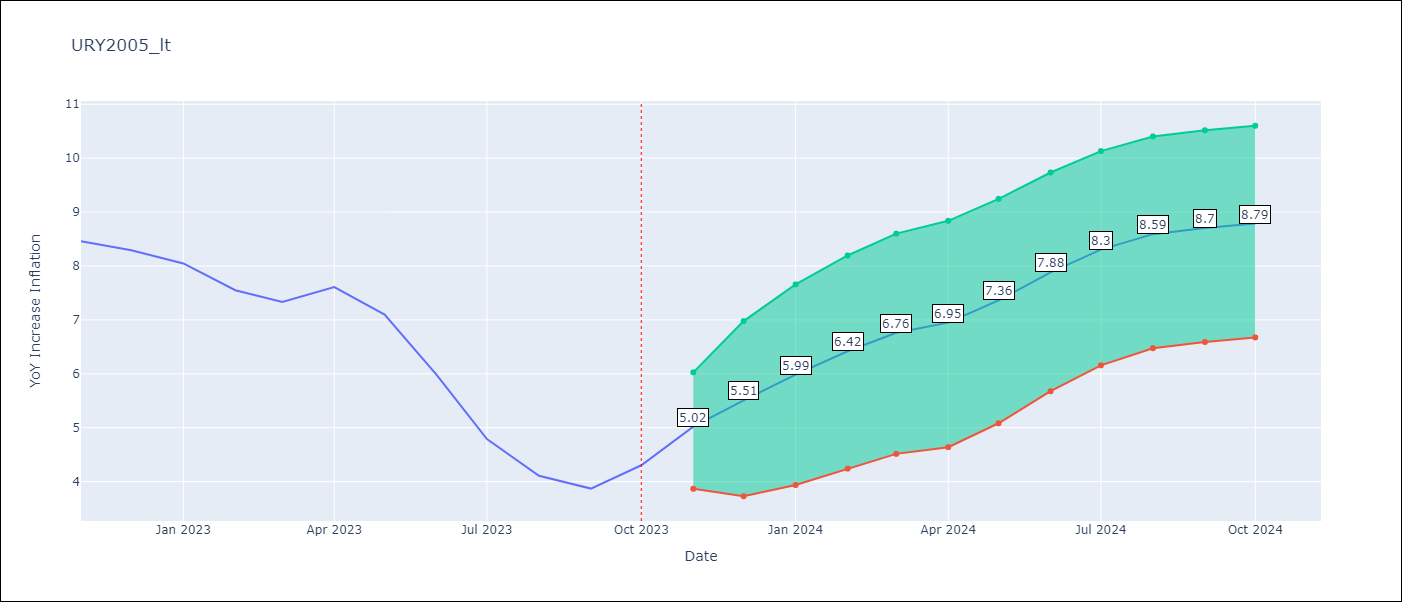 URY2005_lt
YoY Increase Inflation
11
10
9
8
7
6
5
4
5.02
5.51
5.99
6.42
6.76
6.95
7.36
7.88
8.3
8.59
8.7
8.79
Jan 2023
Apr 2023
Jul 2023
Oct 2023
Jan 2024
Apr 2024
Jul 2024
Oct 2024
Date